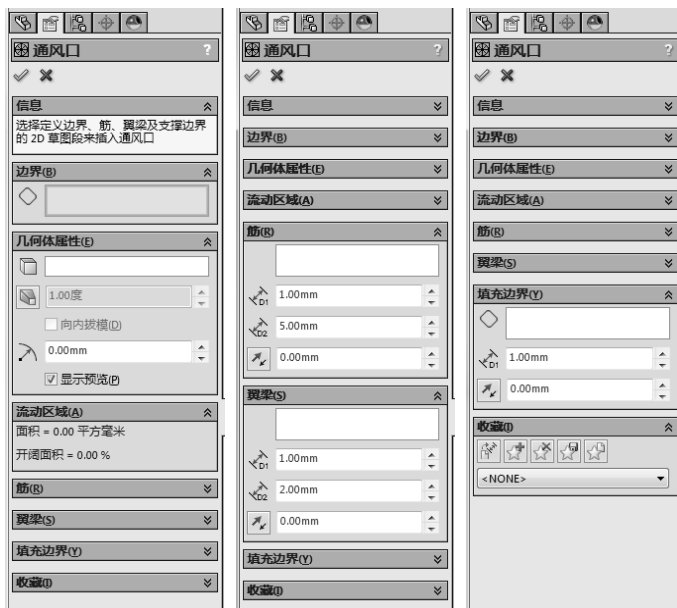 通风口 ?
信息
选择定义边界、筋、翼梁及支撑边界
的 2D 草图段来插入通风口
边界(B)
几何体属性(E)
1.00度
向内拔模(D)
0.00mm
显示预览(P)
流动区域(A)
面积 = 0.00 平方毫米
开阔面积 = 0.00 %
筋(R)
翼梁(S)
填充边界(Y)
收藏(I)
通风口 ?
信息
边界(B)
几何体属性(E)
流动区域(A)
筋(R)
D1 1.00mm
D2 5.00mm
0.00mm
翼梁(S)
D1 1.00mm
D2 2.00mm
0.00mm
填充边界(Y)
收藏(I)
通风口 ?
信息
边界(B)
几何体属性(E)
流动区域(A)
筋(R)
翼梁(S)
填充边界(Y)
D1 1.00mm
0.00mm
收藏(I)
<NONE>